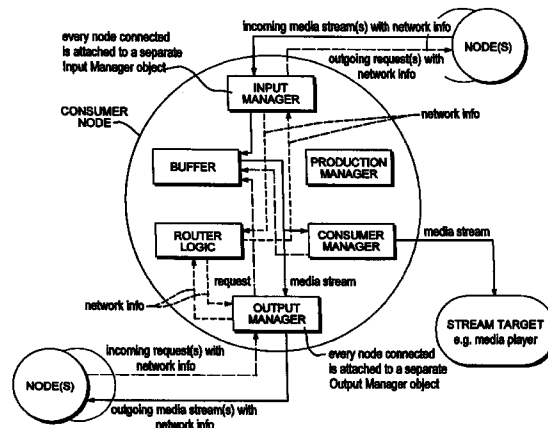 incoming media stream(s) with network info
every node connected
is attached to a separate
Input Manager object
NODE(S)
outgoing request(s) with
network info
INPUT
MANAGER
CONSUMER
NODE
network info
BUFFER
PRODUCTION
MANAGER
ROUTER
LOGIC
CONSUMER
MANAGER
media stream
request
media stream
network info
OUTPUT
MANAGER
STREAM TARGET
e.g. media player
incoming request(s) with
network info
every node connected
is attached to a separate
Output Manager object
NODE(S)
outgoing media stream(s) with
network info